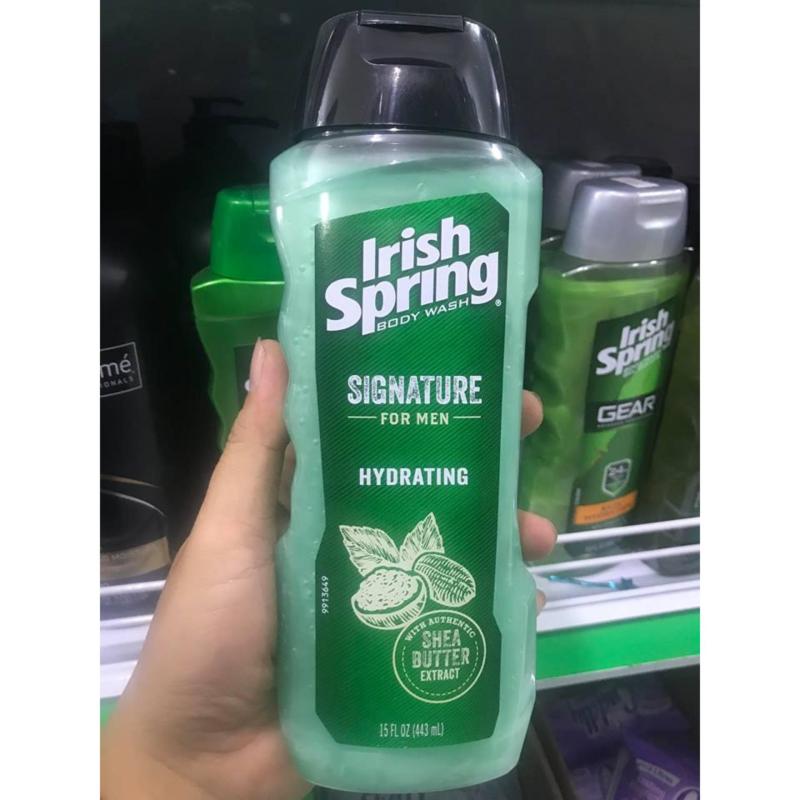 Irish
Spring®
BODY WASH
SIGNATURE
FOR MEN
HYDRATING
9913649
WITH AUTHENTIC
SHEA
BUTTER
EXTRACT
15 FL OZ (443 mL)
Irish
Spring
GEAR
24
mé